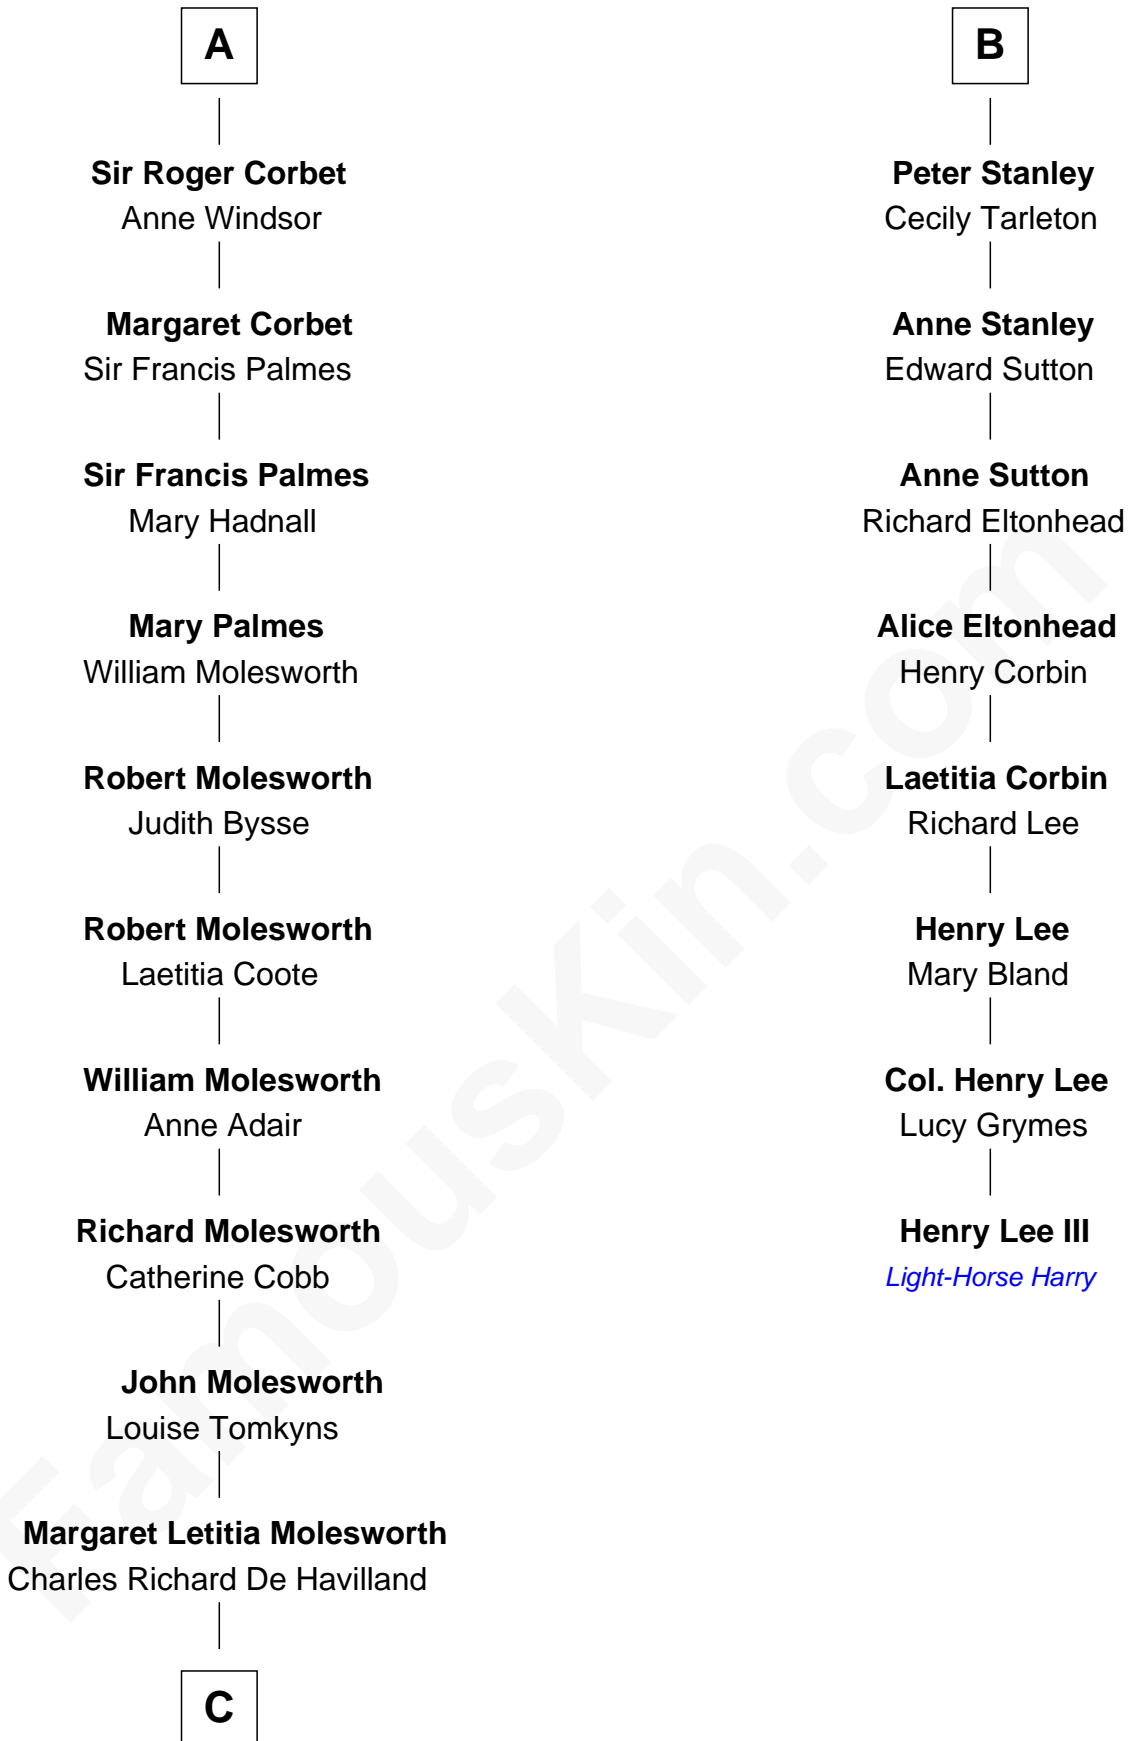 A
Sir Roger Corbet
Anne Windsor
Margaret Corbet
Sir Francis Palmes
Sir Francis Palmes
Mary Hadnall
Mary Palmes
William Molesworth
Robert Molesworth
Judith Bysse
Robert Molesworth
Laetitia Coote
William Molesworth
Anne Adair
Richard Molesworth
Catherine Cobb
John Molesworth
Louise Tomkyns
Margaret Letitia Molesworth
Charles Richard De Havilland
C
B
Peter Stanley
Cecily Tarleton
Anne Stanley
Edward Sutton
Anne Sutton
Richard Eltonhead
Alice Eltonhead
Henry Corbin
Laetitia Corbin
Richard Lee
Henry Lee
Mary Bland
Col. Henry Lee
Lucy Grymes
Henry Lee III
Light-Horse Harry
FamousKin.com